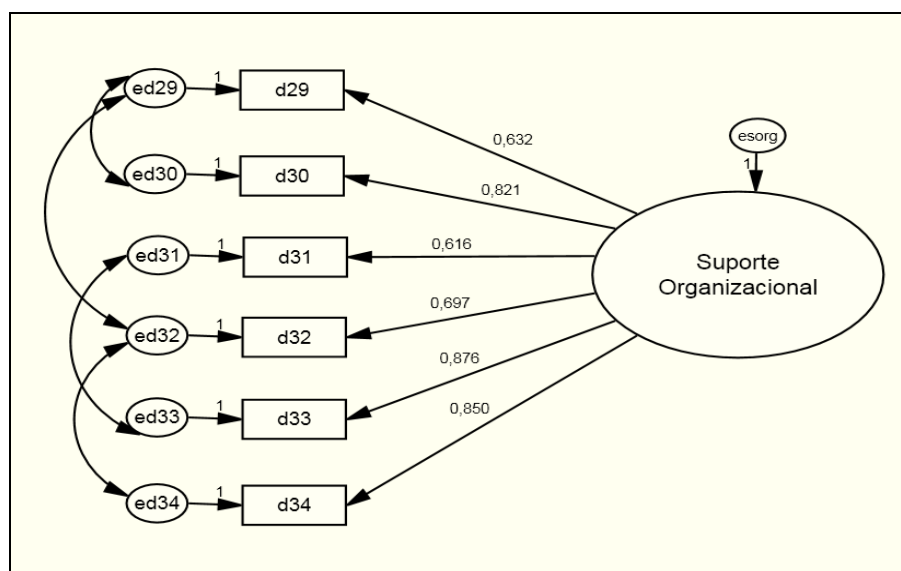 ed29
1
d29
0,632
esorg
1
ed30
1
d30
0,821
ed31
1
d31
0,616
Suporte
Organizacional
ed32
1
d32
0,697
0,876
ed33
1
d33
0,850
ed34
1
d34